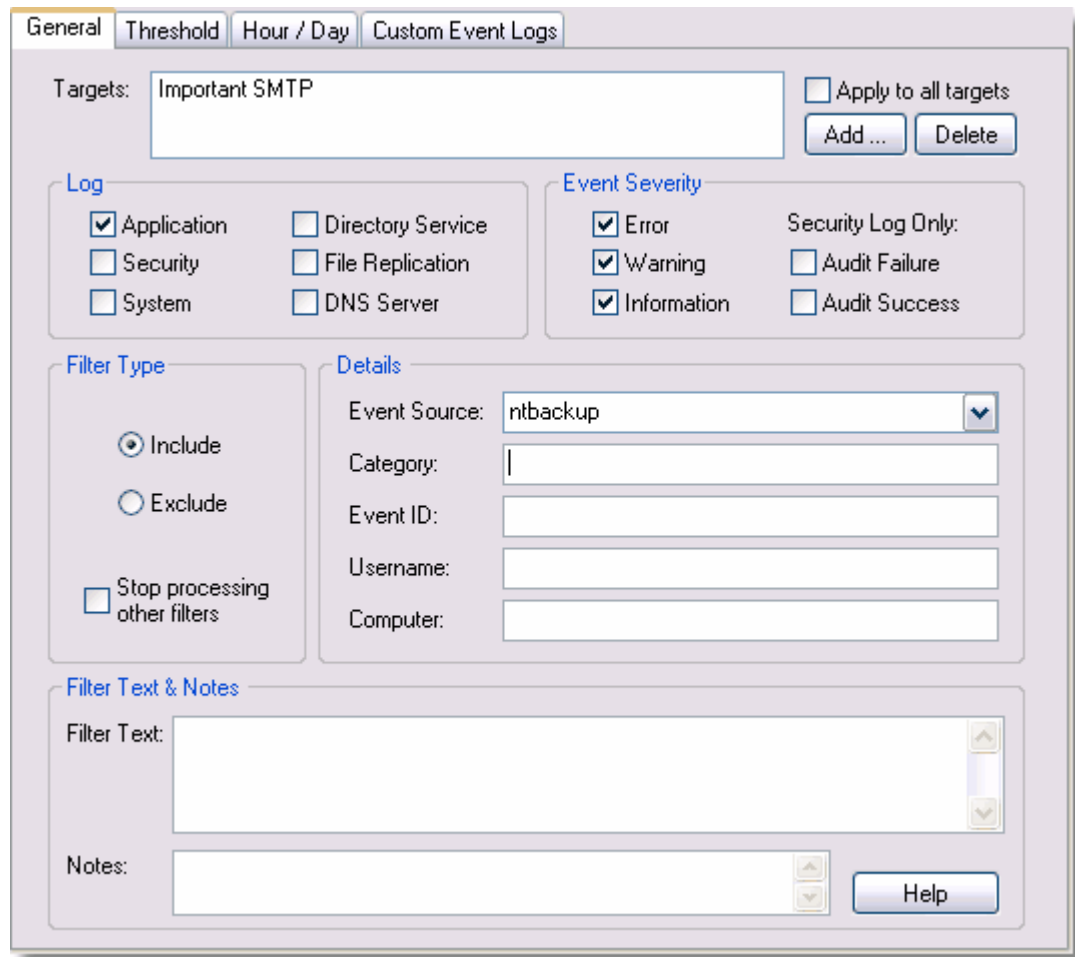 General Threshold Hour / Day Custom Event Logs
Targets: Important SMTP Apply to all targets
Add ... Delete
Log Event Severity
Application Directory Service Error Security Log Only:
Security File Replication Warning Audit Failure
System DNS Server Information Audit Success
Filter Type Details
Event Source: ntbackup
Include
Category:
Exclude
Event ID:
Username:
Stop processing
other filters
Computer:
Filter Text & Notes
Filter Text:
Notes:
Help